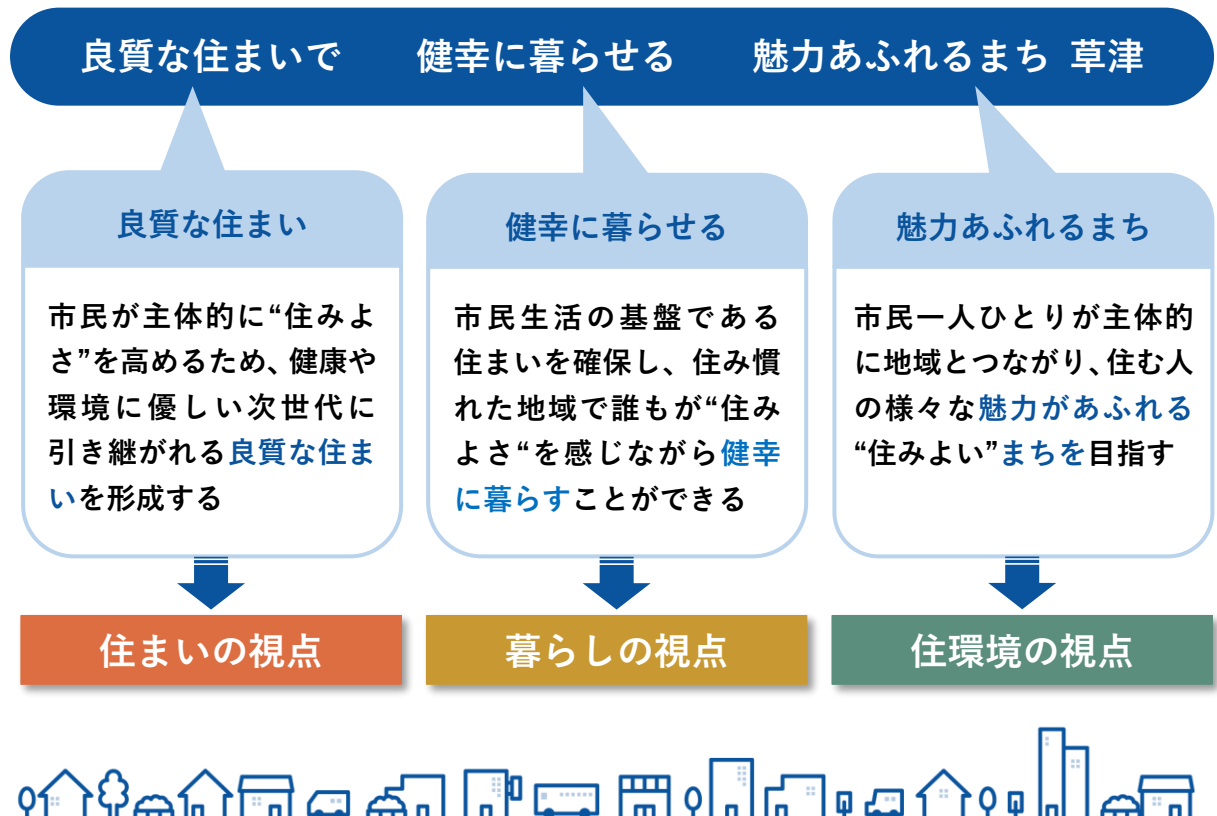 良質な住まいで 健幸に暮らせる 魅力あふれるまち 草津
良質な住まい
市民が主体的に“住みよ
さ”を高めるため、健康や
環境に優しい次世代に
引き継がれる良質な住ま
いを形成する
健幸に暮らせる
市民生活の基盤である
住まいを確保し、住み慣
れた地域で誰もが“住み
よさ“を感じながら健幸
に暮らすことができる
魅力あふれるまち
市民一人ひとりが主体的
に地域とつながり、住む人
の様々な魅力があふれる
“住みよい”まちを目指す
住まいの視点
暮らしの視点
住環境の視点